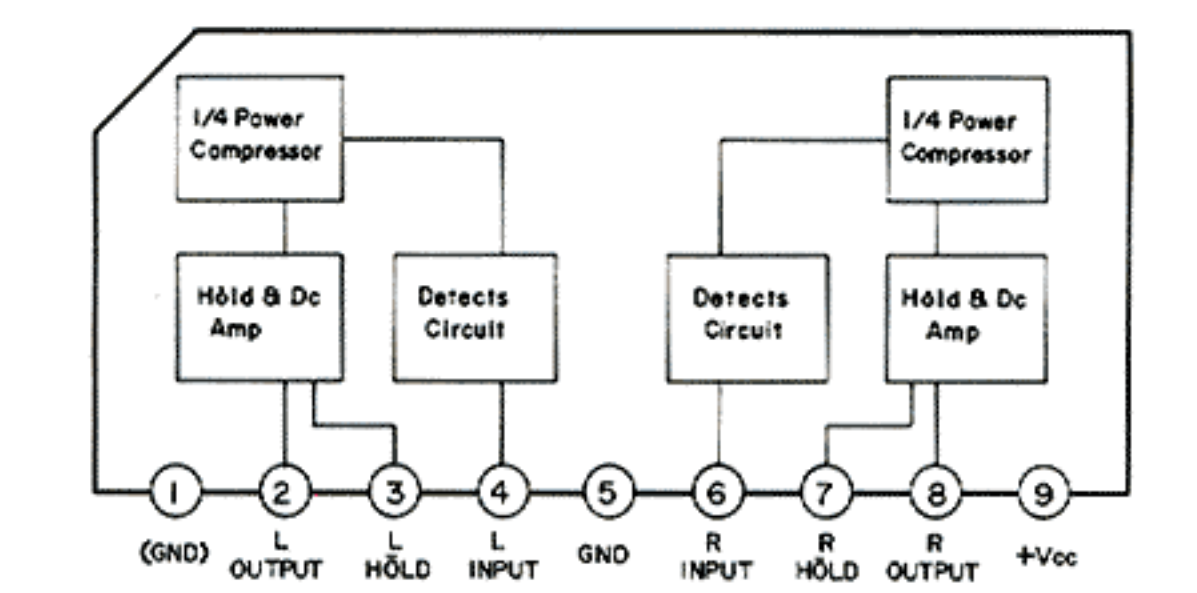 1/4 Power
Compressor
1/4 Power
Compressor
Hold & Dc
Amp
Detects
Circuit
Detects
Circuit
Hold & Dc
Amp
1 2 3 4 5 6 7 8 9
(GND)
L
OUTPUT
L
HOLD
L
INPUT
GND
R
INPUT
R
HOLD
R
OUTPUT
+Vcc